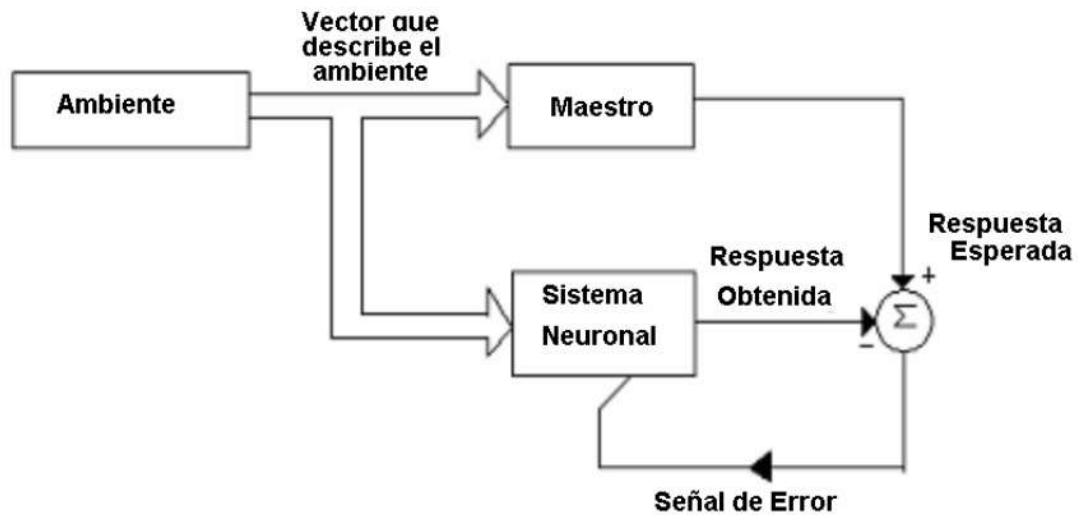 Vector que
describe el
ambiente
Ambiente
Maestro
Respuesta
Esperada
+
Respuesta
Obtenida
Sistema
Neuronal
Σ
−
Señal de Error